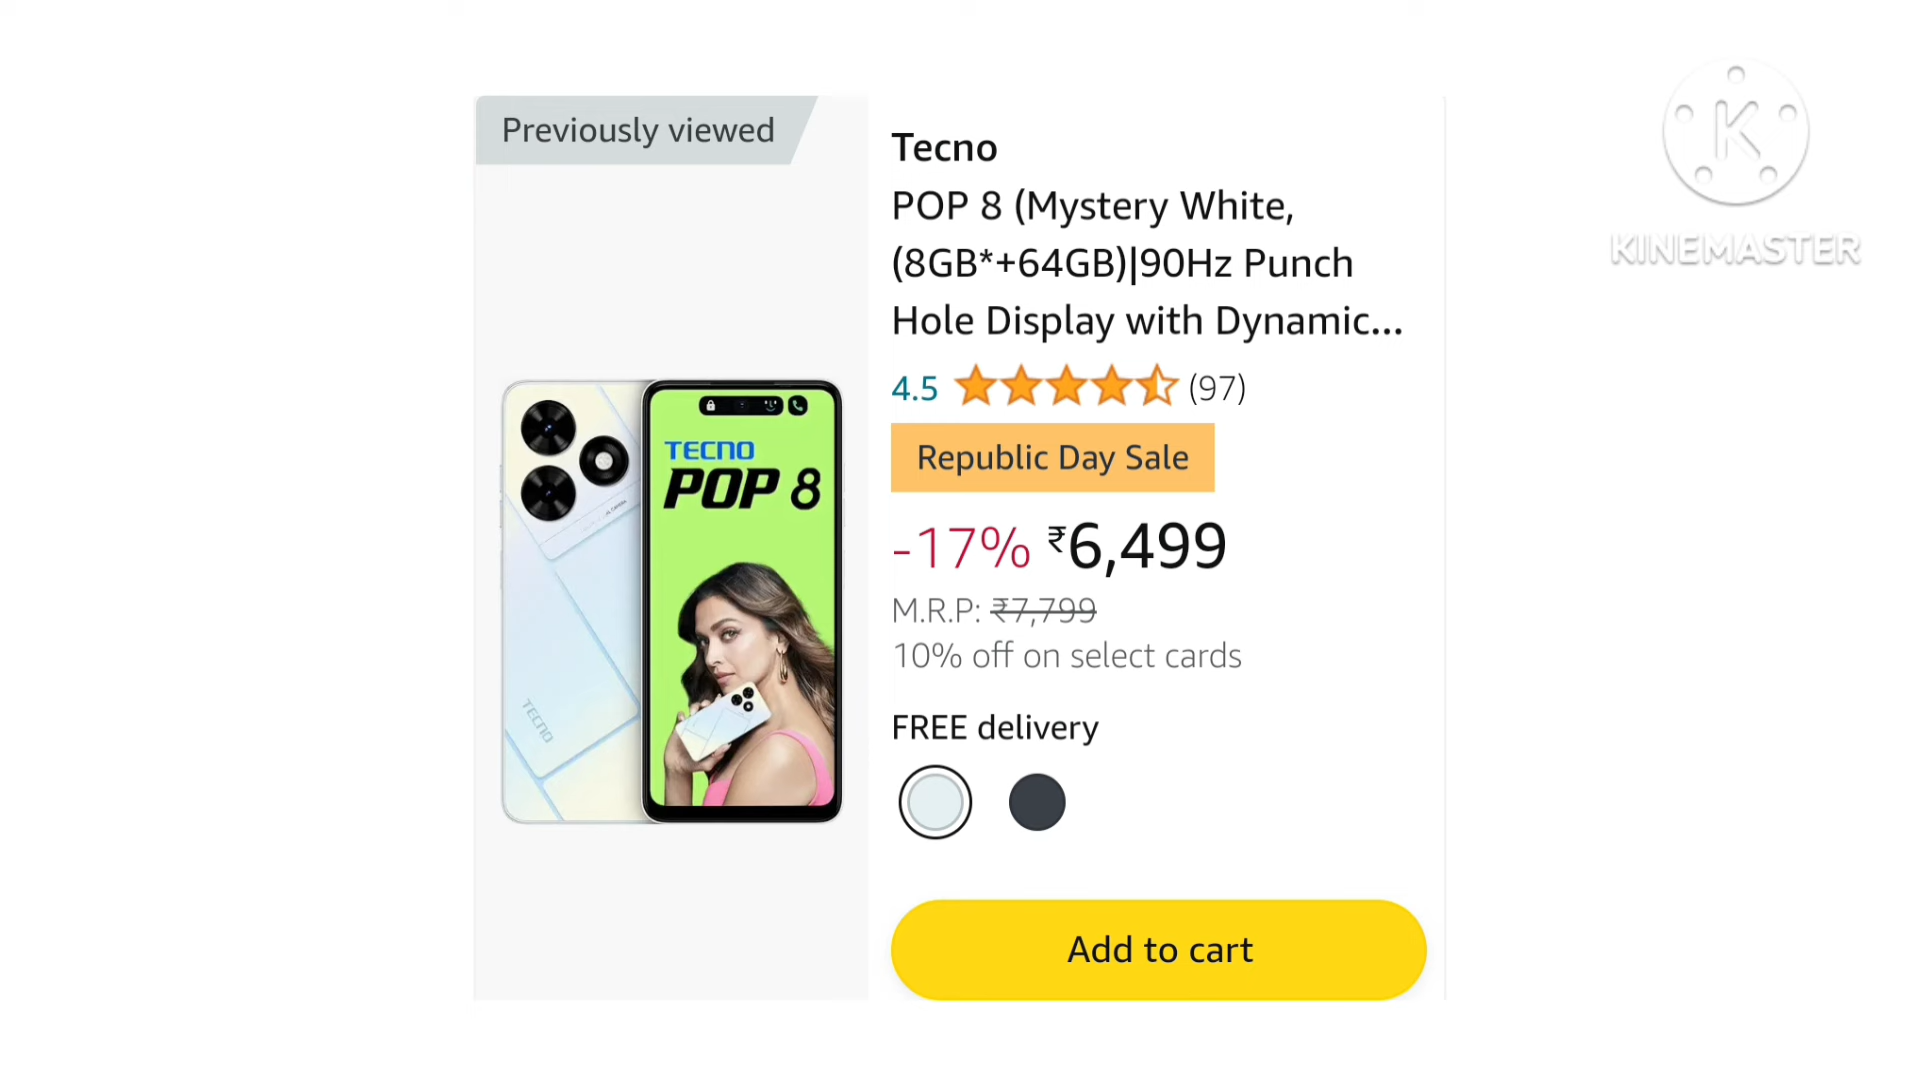 Previously viewed
Tecno
POP 8 (Mystery White,
(8GB*+64GB)|90Hz Punch
Hole Display with Dynamic...
4.5 (97)
Republic Day Sale
-17% ₹6,499
M.R.P: ₹7,799
10% off on select cards
FREE delivery
Add to cart
TECNO
POP 8
TECNO
K
KINEMASTER